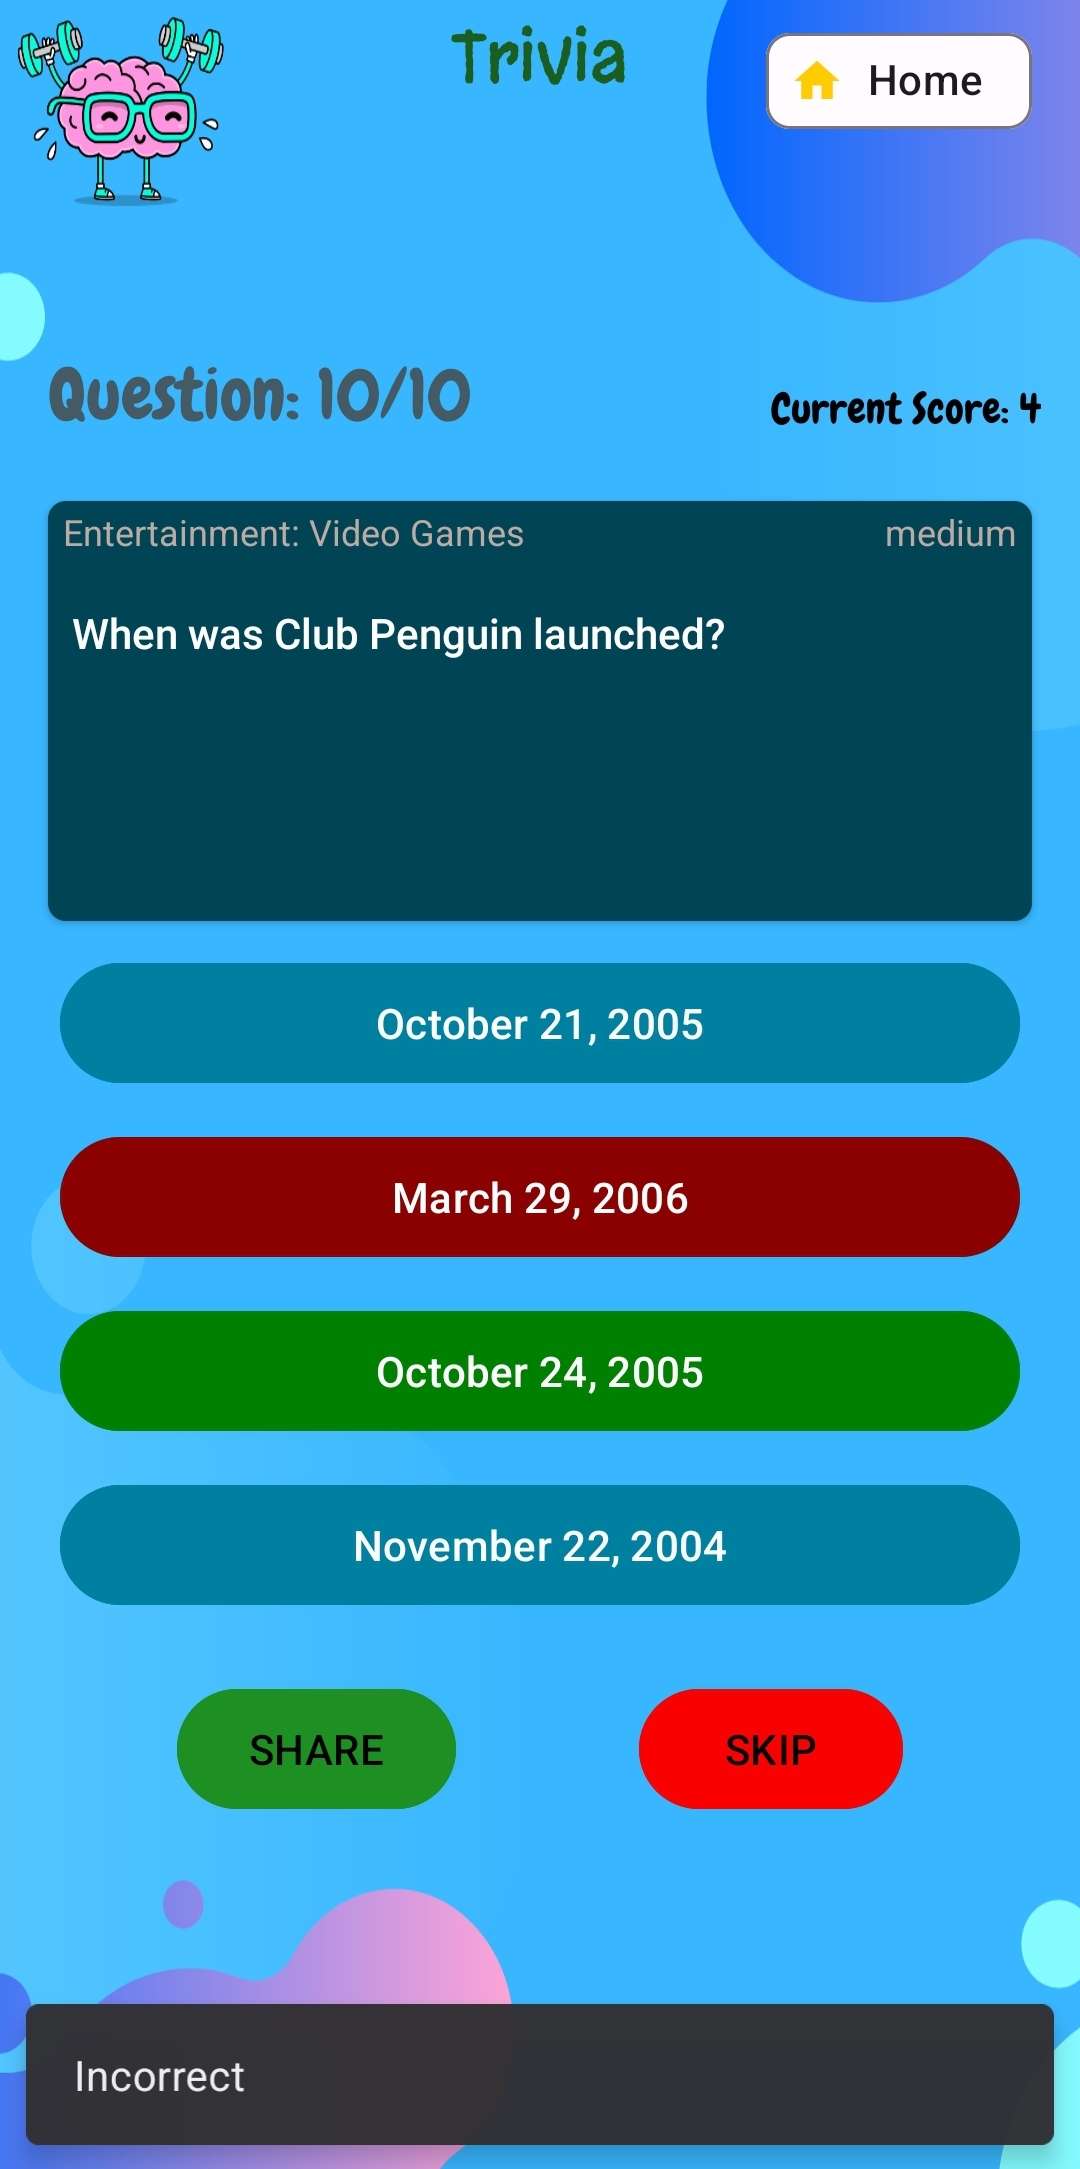 Trivia
Home
Question: 10/10
Current Score: 4
Entertainment: Video Games
medium
When was Club Penguin launched?
October 21, 2005
March 29, 2006
October 24, 2005
November 22, 2004
SHARE
SKIP
Incorrect